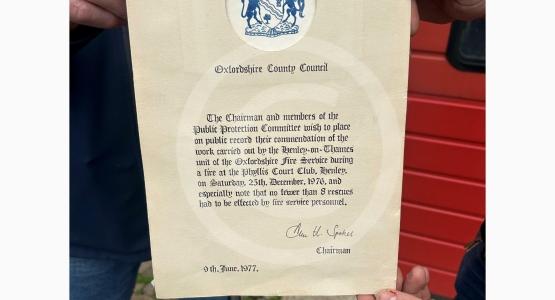 Oxfordshire County Council
The Chairman and members of the
Public Protection Committee wish to place
on public record their commendation of the
work carried out by the Henley-on-Thames
unit of the Oxfordshire Fire Service during
a fire at the Phyllis Court Club, Henley,
on Saturday, 25th, December, 1976, and
especially note that no fewer than 8 rescues
had to be effected by fire service personnel.
Chairman
9th, June, 1977.